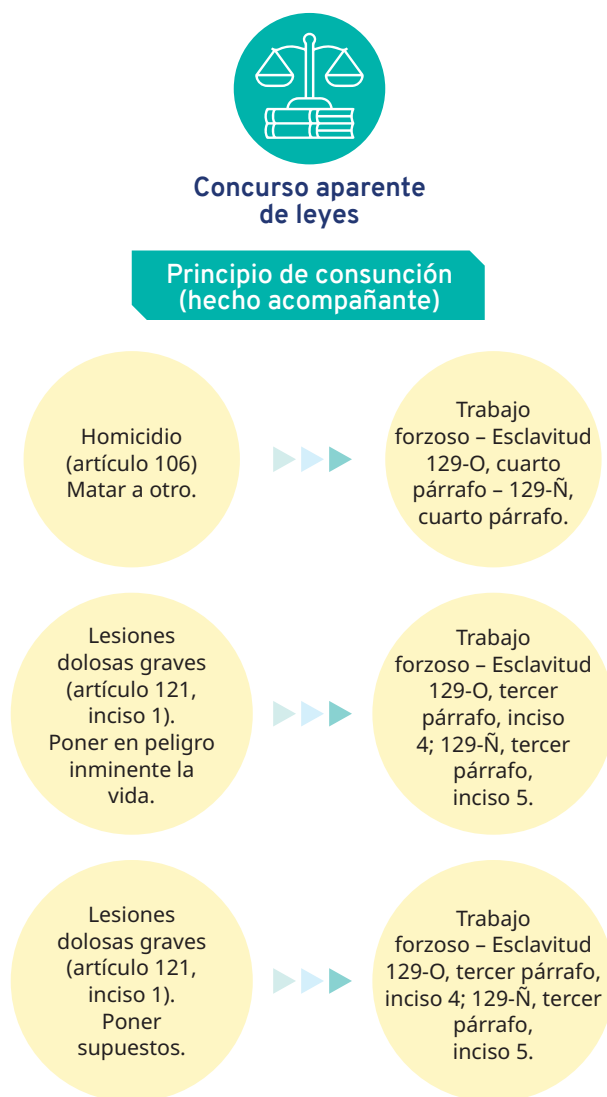 Concurso aparente
de leyes
Principio de consunción
(hecho acompañante)
Homicidio
(artículo 106)
Matar a otro.
Trabajo
forzoso – Esclavitud
129-O, cuarto
párrafo – 129-Ñ,
cuarto párrafo.
Lesiones
dolosas graves
(artículo 121,
inciso 1).
Poner en peligro
inminente la
vida.
Trabajo
forzoso – Esclavitud
129-O, tercer
párrafo, inciso
4; 129-Ñ, tercer
párrafo,
inciso 5.
Lesiones
dolosas graves
(artículo 121,
inciso 1).
Poner
supuestos.
Trabajo
forzoso – Esclavitud
129-O, tercer párrafo,
inciso 4; 129-Ñ, tercer
párrafo,
inciso 5.